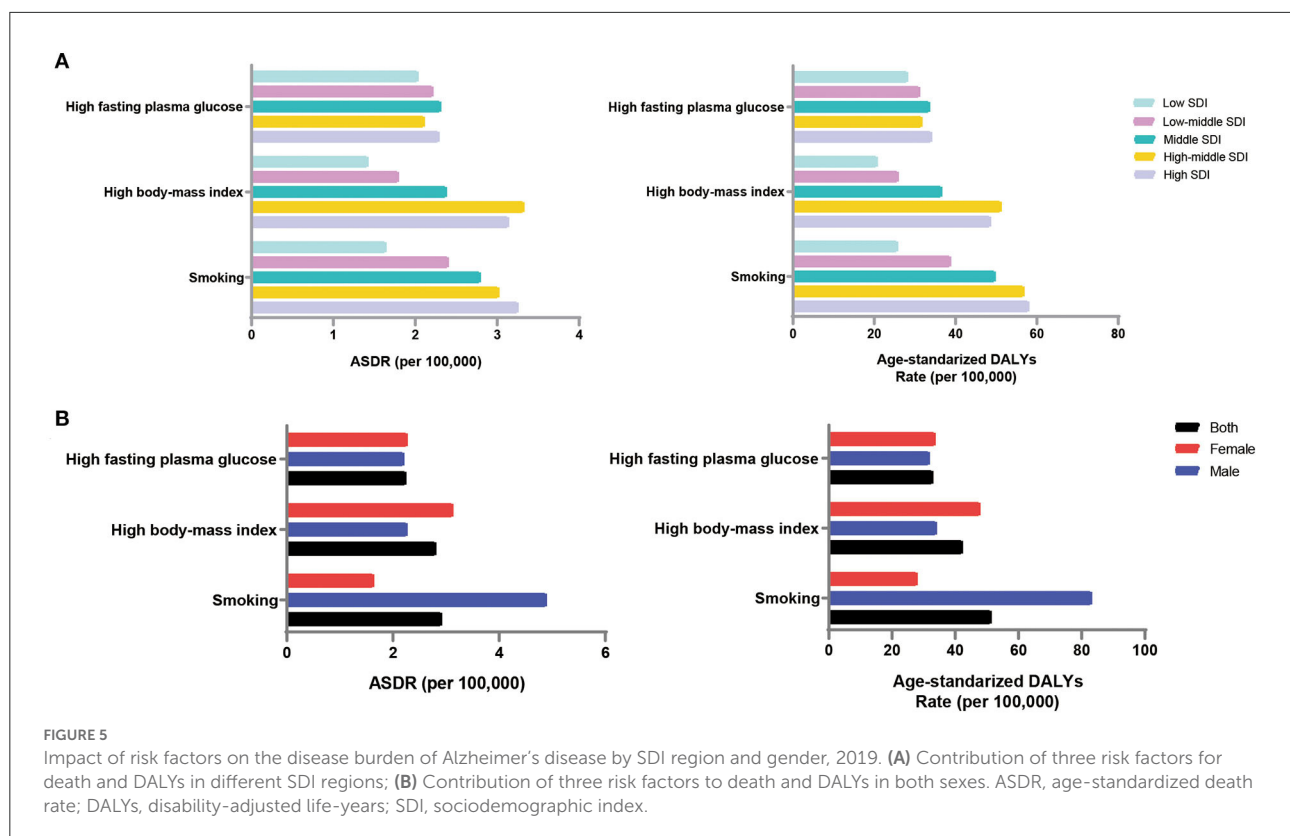 A
High fasting plasma glucose
High body-mass index
Smoking
0 1 2 3 4
ASDR (per 100,000)
0 20 40 60 80
Age-standarized DALYs
Rate (per 100,000)
Low SDI
Low-middle SDI
Middle SDI
High-middle SDI
High SDI
High fasting plasma glucose
High body-mass index
Smoking
B
High fasting plasma glucose
High body-mass index
Smoking
0 2 4 6
ASDR (per 100,000)
High fasting plasma glucose
High body-mass index
Smoking
0 20 40 60 80 100
Age-standarized DALYs
Rate (per 100,000)
Both
Female
Male
FIGURE 5
Impact of risk factors on the disease burden of Alzheimer's disease by SDI region and gender, 2019. (A) Contribution of three risk factors for
death and DALYs in different SDI regions; (B) Contribution of three risk factors to death and DALYs in both sexes. ASDR, age-standardized death
rate; DALYs, disability-adjusted life-years; SDI, sociodemographic index.